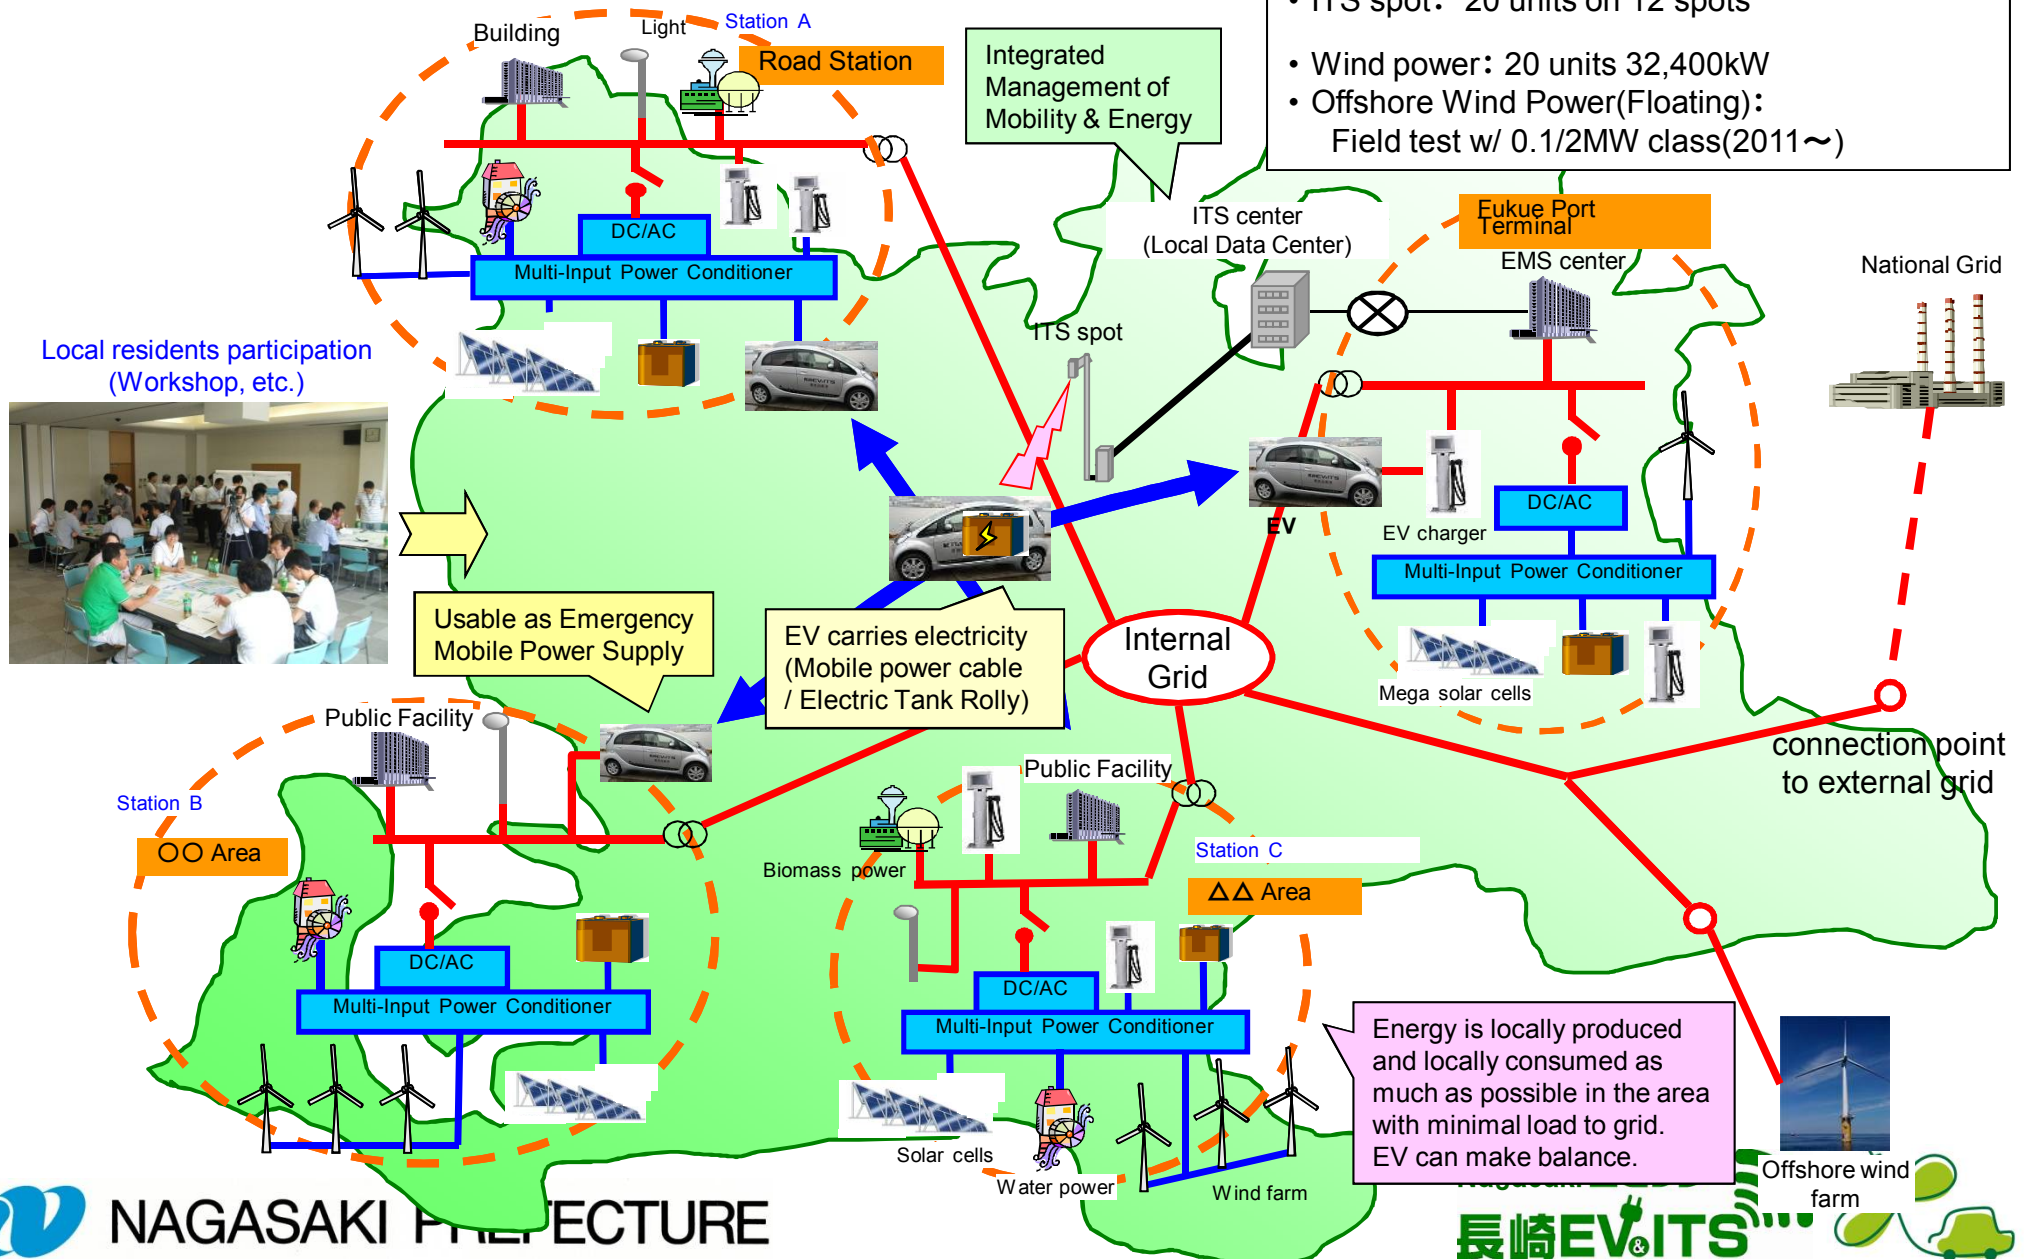 • ITS spot： 20 units on 12 spots
• Wind power：20 units 32,400kW
• Offshore Wind Power(Floating)：
Field test w/ 0.1/2MW class(2011～)
Building
Light
Station A
Road Station
Integrated
Management of
Mobility & Energy
DC/AC
Multi-Input Power Conditioner
ITS center
(Local Data Center)
Fukue Port
Terminal
EMS center
National Grid
ITS spot
Local residents participation
(Workshop, etc.)
EV
EV charger
DC/AC
Multi-Input Power Conditioner
Mega solar cells
Usable as Emergency
Mobile Power Supply
EV carries electricity
(Mobile power cable
/ Electric Tank Rolly)
Internal
Grid
connection point
to external grid
Public Facility
Station B
○○ Area
DC/AC
Multi-Input Power Conditioner
Public Facility
Biomass power
Station C
△△ Area
DC/AC
Multi-Input Power Conditioner
Solar cells
Water power
Wind farm
Energy is locally produced
and locally consumed as
much as possible in the area
with minimal load to grid.
EV can make balance.
Offshore wind
farm
NAGASAKI PREFECTURE
Nagasaki
長崎EV&ITS